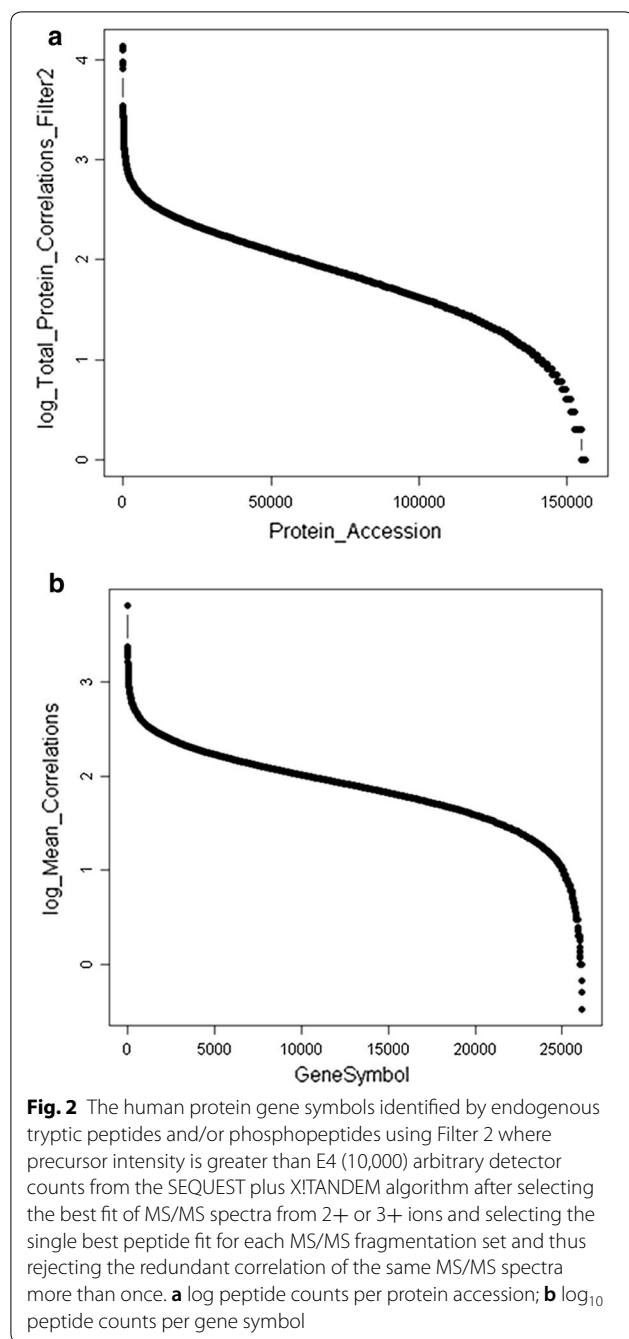 a
4
3
2
1
0
log_Total_Protein_Correlations_Filter2
0 50000 100000 150000
Protein_Accession
b
3
2
1
0
log_Mean_Correlations
0 5000 10000 15000 20000 25000
GeneSymbol
Fig. 2 The human protein gene symbols identified by endogenous
tryptic peptides and/or phosphopeptides using Filter 2 where
precursor intensity is greater than E4 (10,000) arbitrary detector
counts from the SEQUEST plus X!TANDEM algorithm after selecting
the best fit of MS/MS spectra from 2+ or 3+ ions and selecting the
single best peptide fit for each MS/MS fragmentation set and thus
rejecting the redundant correlation of the same MS/MS spectra
more than once. a log peptide counts per protein accession; b log₁₀
peptide counts per gene symbol